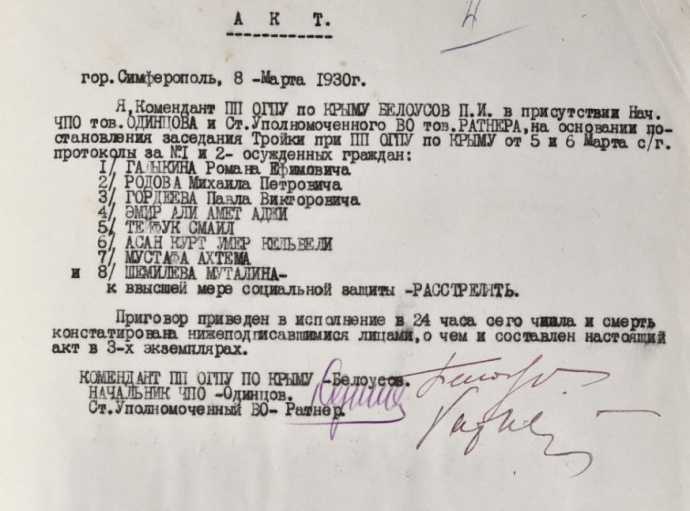 А К Т.
гор.Симферополь, 8 -Марта 1930г.
Я,Комендант ПП ОГПУ по КРЫМУ БЕЛОУСОВ П.И. в присутствии Нач.
ЧПО тов.ОДИНЦОВА и Ст.Уполномоченного ВО тов.РАТНЕРА,на основании по-
становления заседания Тройки при ПП ОГПУ по КРЫМУ от 5 и 6 Марта с/г.
протоколы за №I и 2- осужденных граждан:
1/ ГАЛЫКИНА Романа Ефимовича
2/ РОДОВА Михаила Петровича
3/ ГОРДЕЕВА Павла Викторовича
4/ ЭМИР АЛИ АМЕТ АДЖИ
5/ СМАИЛ
6/ АСАН КУРТ УМЕР КЕЛЬВЕЛИ
7/ МУСТАФА АХТЕМА
и 8/ ШЕМИЛЕВА МУТАЛИНА-
к ввысшей мере социальной защиты -РАССТРЕЛЯТЬ.
Приговор приведен в исполнение в 24 часа сего числа и смерть
констатирована нижеподписавшимися лицами,о чем и составлен настоящий
акт в 3-х экземплярах.
КОМЕНДАНТ ПП ОГПУ ПО КРЫМУ -Белоусов.
НАЧАЛЬНИК ЧПО -Одинцов.
Ст.Уполномоченный ВО- Ратнер.